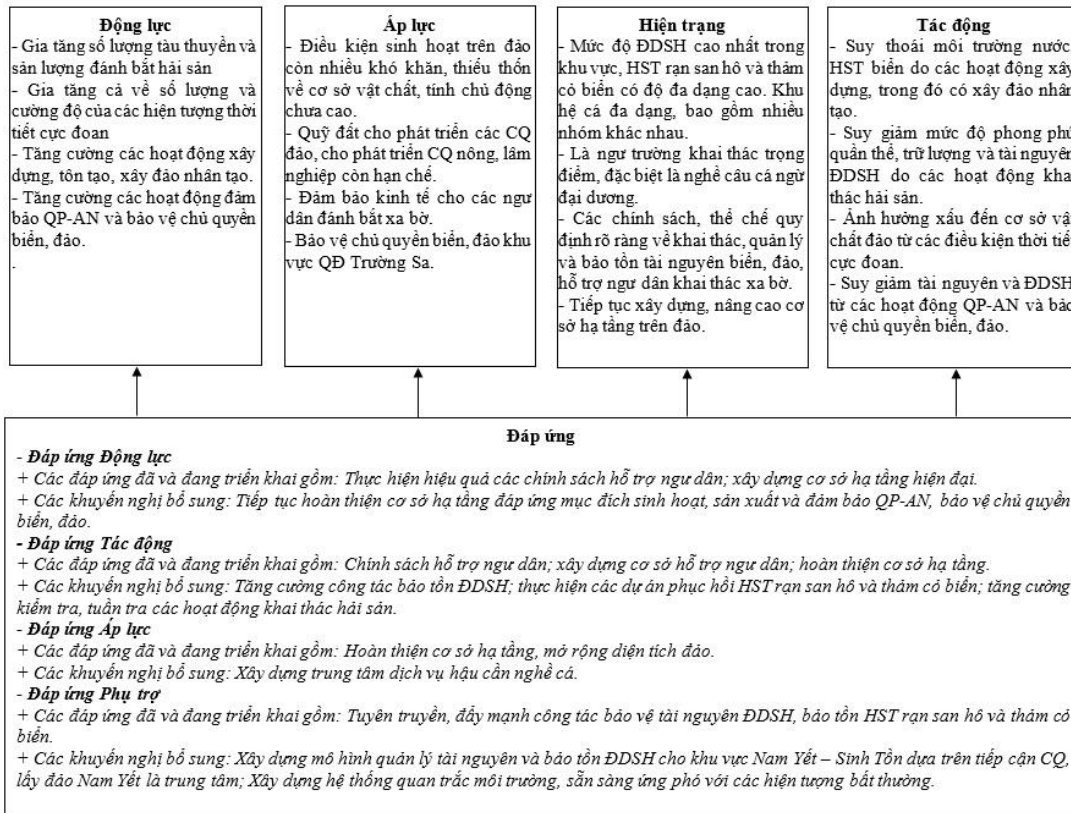 Động lực
- Gia tăng số lượng tàu thuyền và
sản lượng đánh bắt hải sản
- Gia tăng cả về số lượng và
cường độ của các hiện tượng thời
tiết cực đoan
- Tăng cường các hoạt động xây
dựng, tôn tạo, xây đảo nhân tạo.
- Tăng cường các hoạt động đảm
bảo QP-AN và bảo vệ chủ quyền
biển, đảo.
.
Áp lực
- Điều kiện sinh hoạt trên đảo
còn nhiều khó khăn, thiếu thốn
về cơ sở vật chất, tính chủ động
chưa cao.
- Quỹ đất cho phát triển các CQ
đảo, cho phát triển CQ nông, lâm
nghiệp còn hạn chế.
- Đảm bảo kinh tế cho các ngư
dân đánh bắt xa bờ.
- Bảo vệ chủ quyền biển, đảo khu
vực QĐ Trường Sa.
Hiện trạng
- Mức độ ĐDSH cao nhất trong
khu vực, HST rạn san hô và thảm
cỏ biển có độ đa dạng cao. Khu
hệ cá đa dạng, bao gồm nhiều
nhóm khác nhau.
- Là ngư trường khai thác trọng
điểm, đặc biệt là nghề câu cá ngừ
đại dương.
- Các chính sách, thể chế quy
định rõ ràng về khai thác, quản lý
và bảo tồn tài nguyên biển, đảo,
hỗ trợ ngư dân khai thác xa bờ.
- Tiếp tục xây dựng, nâng cao cơ
sở hạ tầng trên đảo.
Tác động
- Suy thoái môi trường nước,
HST biển do các hoạt động xây
dựng, trong đó có xây đảo nhân
tạo.
- Suy giảm mức độ phong phú
quần thể, trữ lượng và tài nguyên
ĐDSH do các hoạt động khai
thác hải sản.
- Ảnh hưởng xấu đến cơ sở vật
chất đảo từ các điều kiện thời tiết
cực đoan.
- Suy giảm tài nguyên và ĐDSH
từ các hoạt động QP-AN và bảo
vệ chủ quyền biển, đảo.
Đáp ứng
- Đáp ứng Động lực
+ Các đáp ứng đã và đang triển khai gồm: Thực hiện hiệu quả các chính sách hỗ trợ ngư dân; xây dựng cơ sở hạ tầng hiện đại.
+ Các khuyến nghị bổ sung: Tiếp tục hoàn thiện cơ sở hạ tầng đáp ứng mục đích sinh hoạt, sản xuất và đảm bảo QP-AN, bảo vệ chủ quyền
biển, đảo.
- Đáp ứng Tác động
+ Các đáp ứng đã và đang triển khai gồm: Chính sách hỗ trợ ngư dân; xây dựng cơ sở hỗ trợ ngư dân; hoàn thiện cơ sở hạ tầng.
+ Các khuyến nghị bổ sung: Tăng cường công tác bảo tồn ĐDSH; thực hiện các dự án phục hồi HST rạn san hô và thảm cỏ biển; tăng cường
kiểm tra, tuần tra các hoạt động khai thác hải sản.
- Đáp ứng Áp lực
+ Các đáp ứng đã và đang triển khai gồm: Hoàn thiện cơ sở hạ tầng, mở rộng diện tích đảo.
+ Các khuyến nghị bổ sung: Xây dựng trung tâm dịch vụ hậu cần nghề cá.
- Đáp ứng Phụ trợ
+ Các đáp ứng đã và đang triển khai gồm: Tuyên truyền, đẩy mạnh công tác bảo vệ tài nguyên ĐDSH, bảo tồn HST rạn san hô và thảm cỏ
biển.
+ Các khuyến nghị bổ sung: Xây dựng mô hình quản lý tài nguyên và bảo tồn ĐDSH cho khu vực Nam Yết – Sinh Tồn dựa trên tiếp cận CQ,
lấy đảo Nam Yết là trung tâm; Xây dựng hệ thống quan trắc môi trường, sẵn sàng ứng phó với các hiện tượng bất thường.